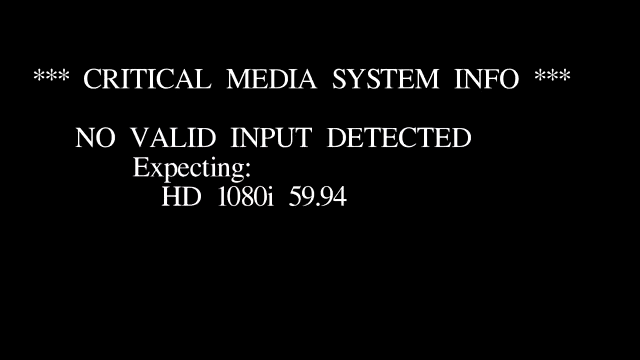 *** CRITICAL MEDIA SYSTEM INFO ***
NO VALID INPUT DETECTED
Expecting:
HD 1080i 59.94